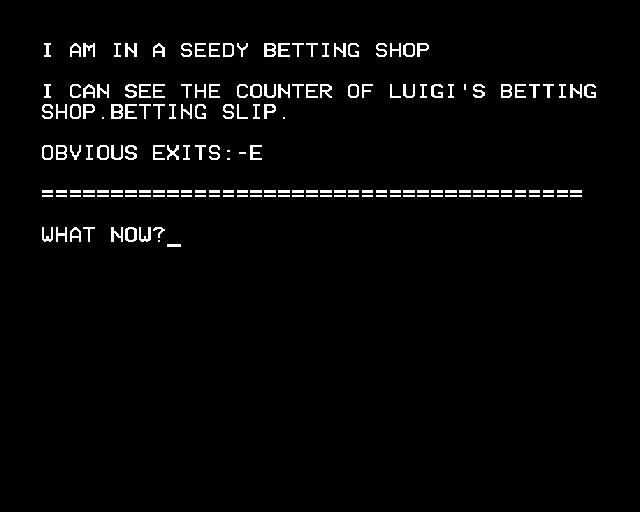 I AM IN A SEEDY BETTING SHOP
I CAN SEE THE COUNTER OF LUIGI'S BETTING
SHOP.BETTING SLIP.
OBVIOUS EXITS:-E
=======================================
WHAT NOW?_